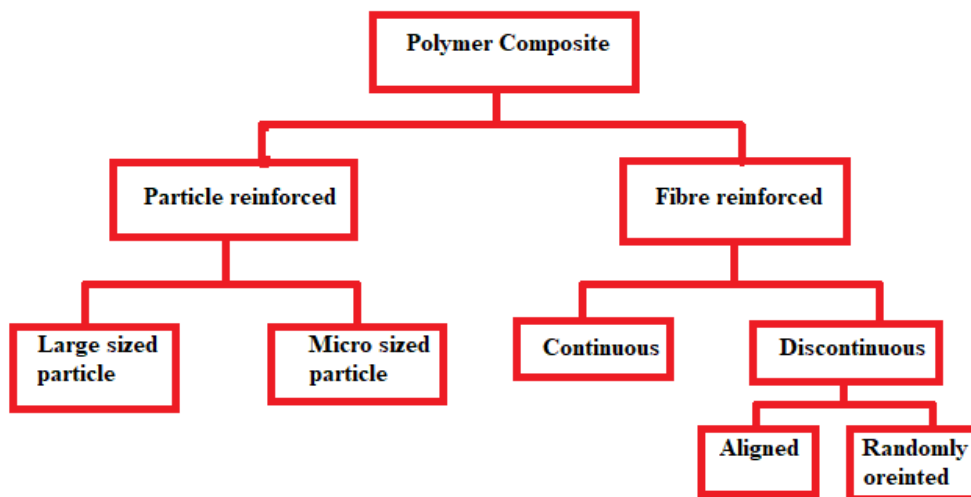 Polymer Composite
Particle reinforced
Fibre reinforced
Large sized
particle
Micro sized
particle
Continuous
Discontinuous
Aligned
Randomly
oreinted